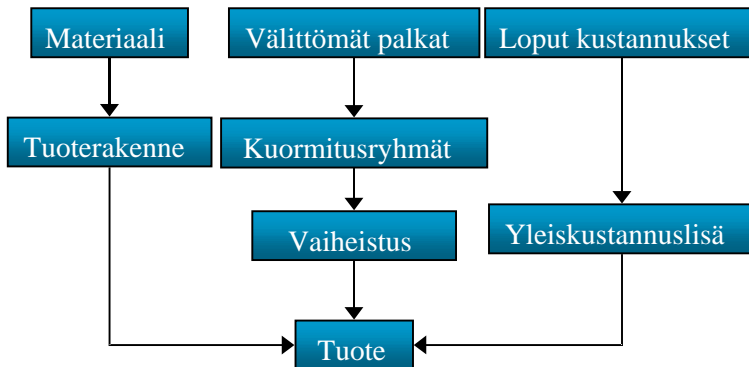 Materiaali
Välittömät palkat
Loput kustannukset
Tuoterakenne
Kuormitusryhmät
Vaiheistus
Yleiskustannuslisä
Tuote